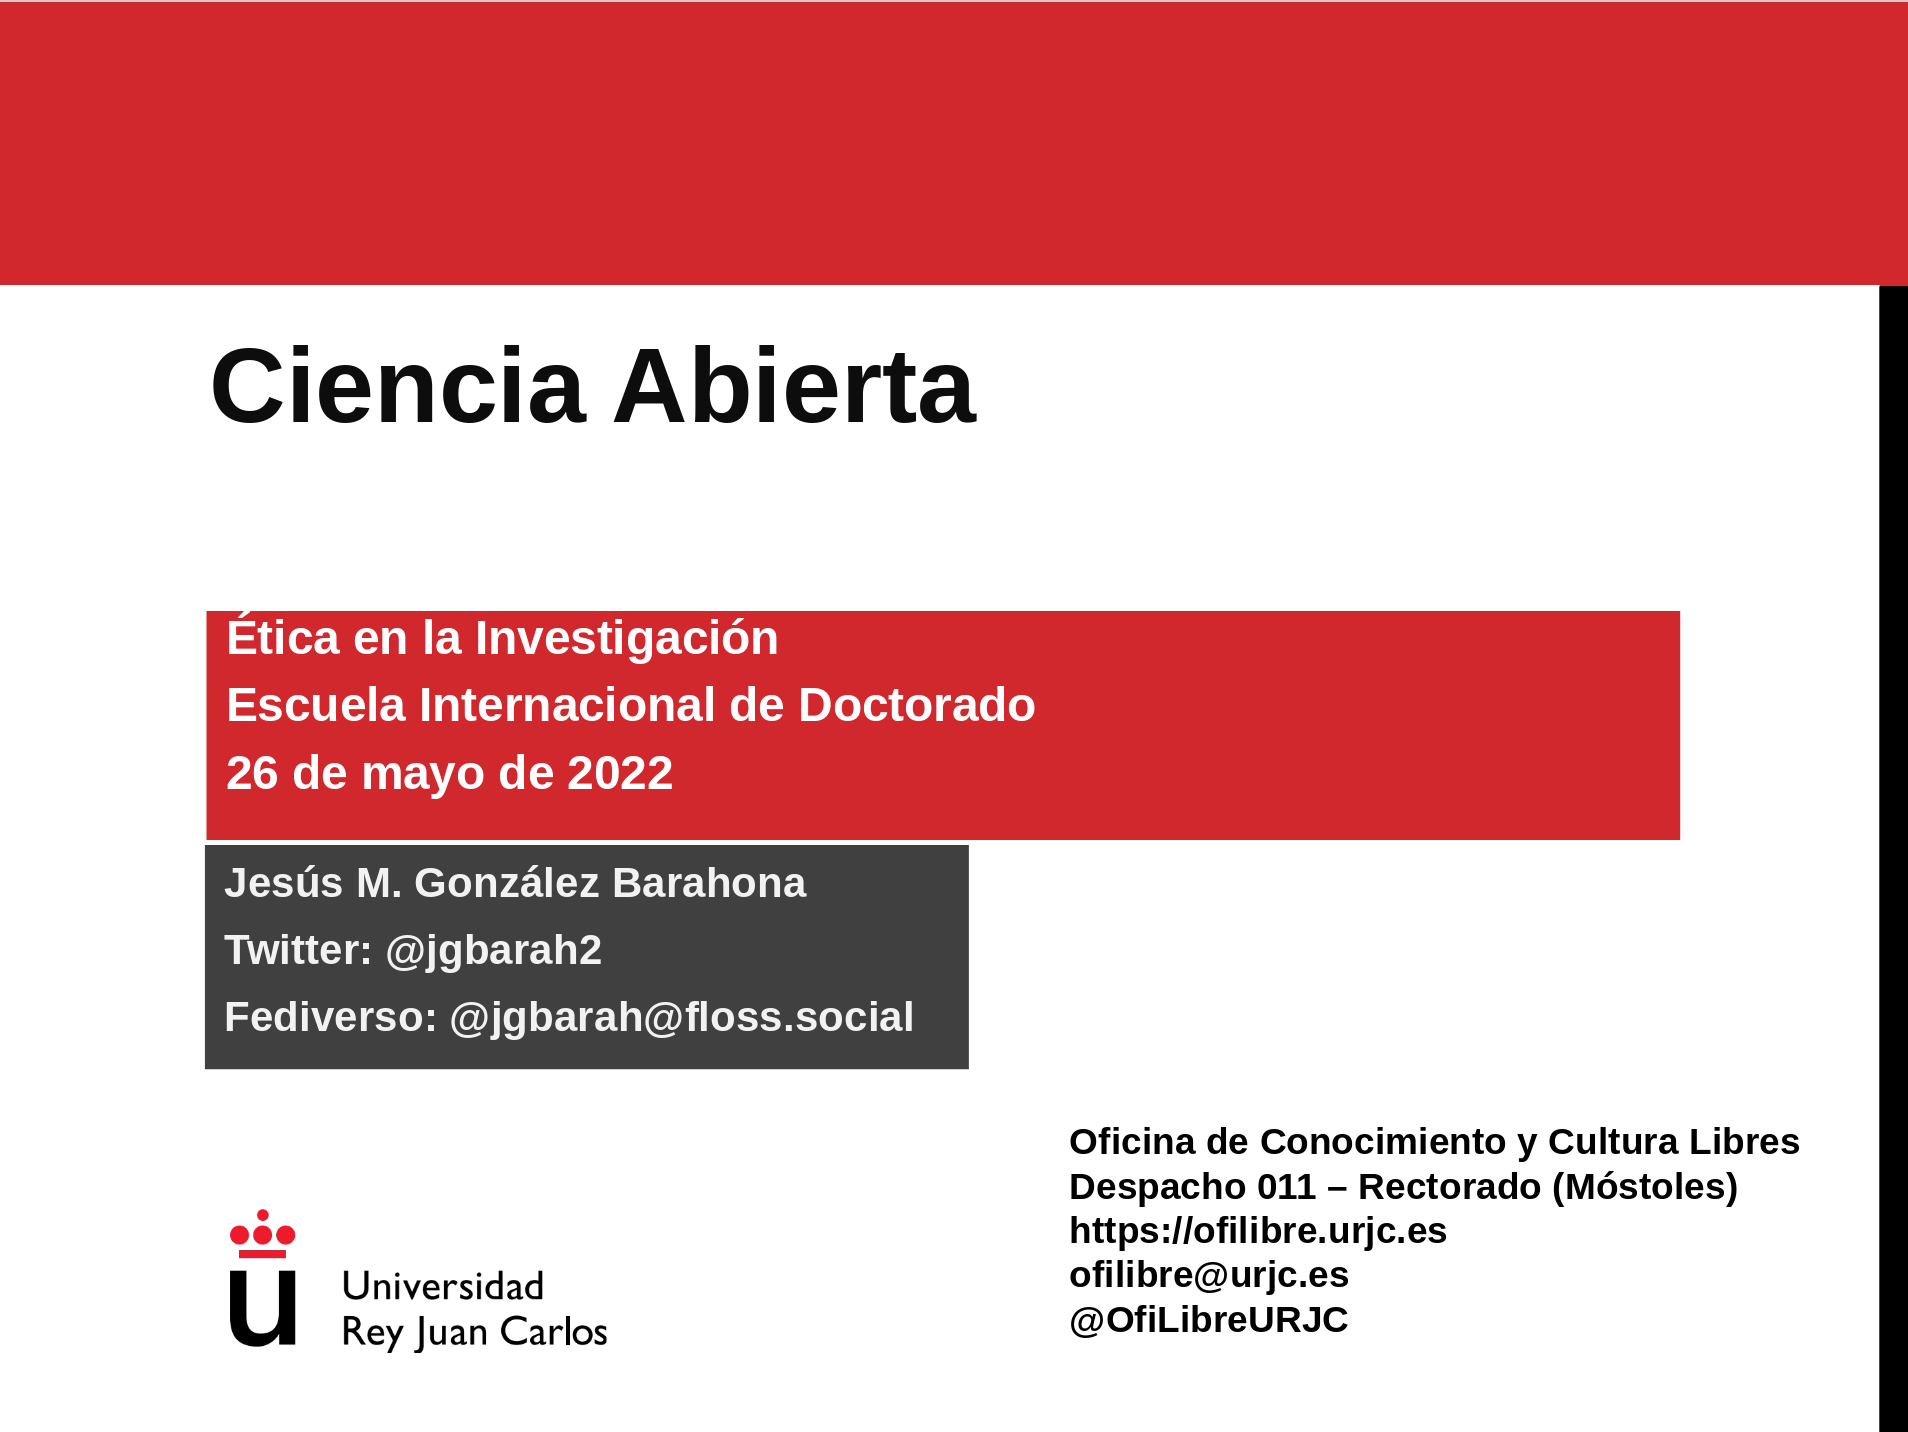 Ciencia Abierta
Ética en la Investigación
Escuela Internacional de Doctorado
26 de mayo de 2022
Jesús M. González Barahona
Twitter: @jgbarah2
Fediverso: @jgbarah@floss.social
Oficina de Conocimiento y Cultura Libres
Despacho 011 – Rectorado (Móstoles)
https://ofilibre.urjc.es
ofilibre@urjc.es
@OfiLibreURJC
u
Universidad
Rey Juan Carlos